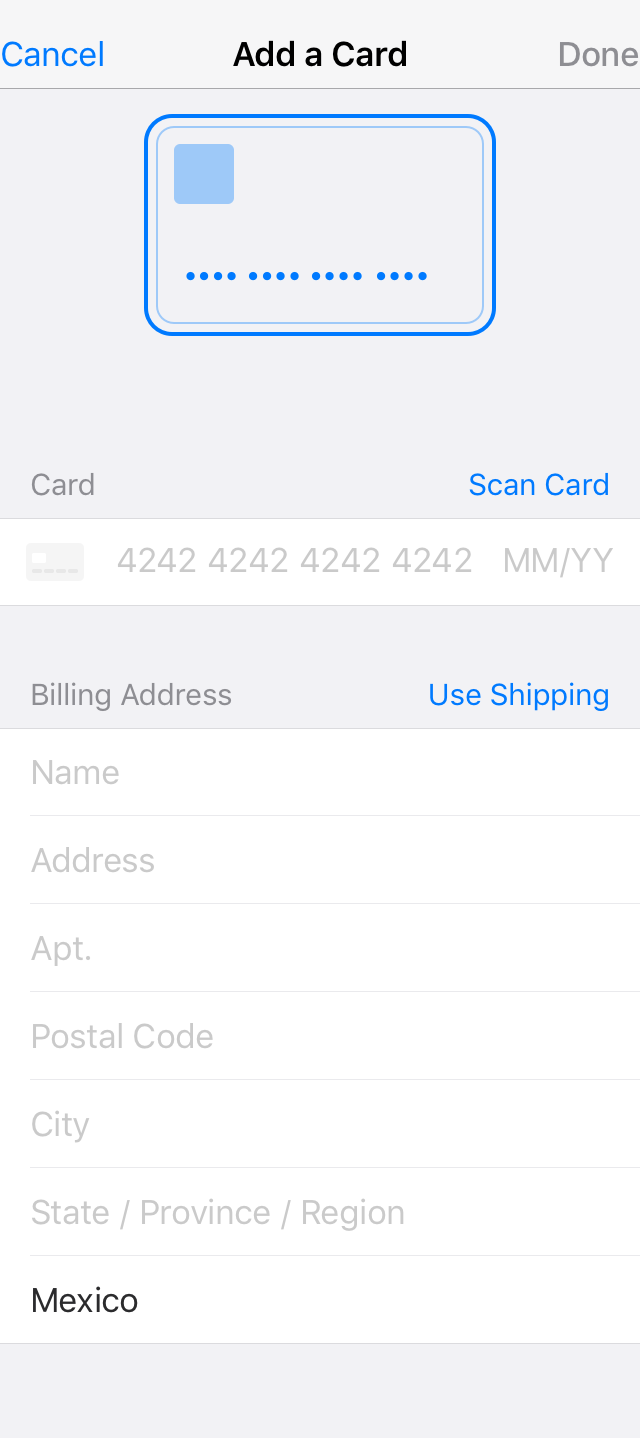 Cancel Add a Card Done
•••• •••• •••• ••••
Card Scan Card
4242 4242 4242 4242 MM/YY
Billing Address Use Shipping
Name
Address
Apt.
Postal Code
City
State / Province / Region
Mexico